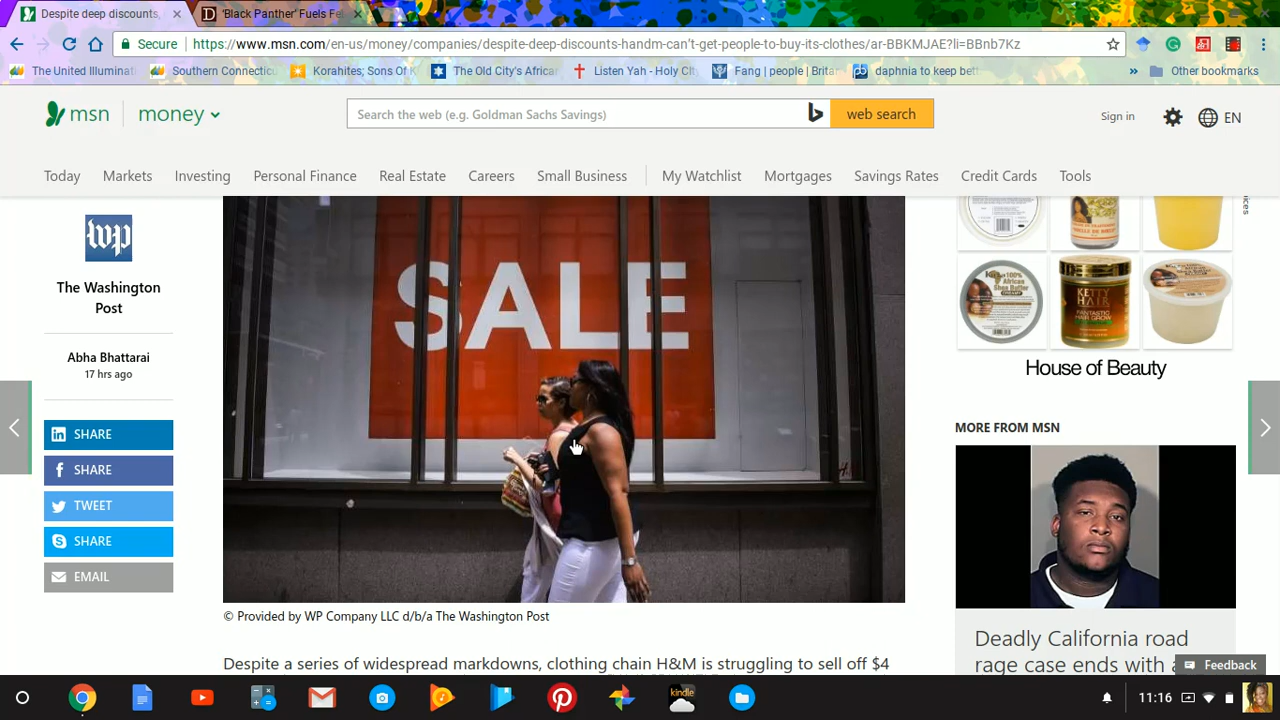 Despite deep discounts,
'Black Panther' Fuels Fe
Secure
https://www.msn.com/en-us/money/companies/despite-deep-discounts-handm-can't-get-people-to-buy-its-clothes/ar-BBKMJAE?li=BBnb7Kz
The United Illuminati
Southern Connecticu
Korahites; Sons Of K
The Old City's Africa
Listen Yah - Holy Cit
Fang | people | Britan
daphnia to keep bett
»
Other bookmarks
msn
money
Search the web (e.g. Goldman Sachs Savings)
web search
Sign in
EN
Today
Markets
Investing
Personal Finance
Real Estate
Careers
Small Business
My Watchlist
Mortgages
Savings Rates
Credit Cards
Tools
wp
The Washington
Post
Abha Bhattarai
17 hrs ago
SHARE
SHARE
TWEET
SHARE
EMAIL
SALE
© Provided by WP Company LLC d/b/a The Washington Post
Despite a series of widespread markdowns, clothing chain H&M is struggling to sell off $4
KETTY
HAIR
House of Beauty
MORE FROM MSN
Deadly California road
rage case ends with a
Feedback
kindle
11:16